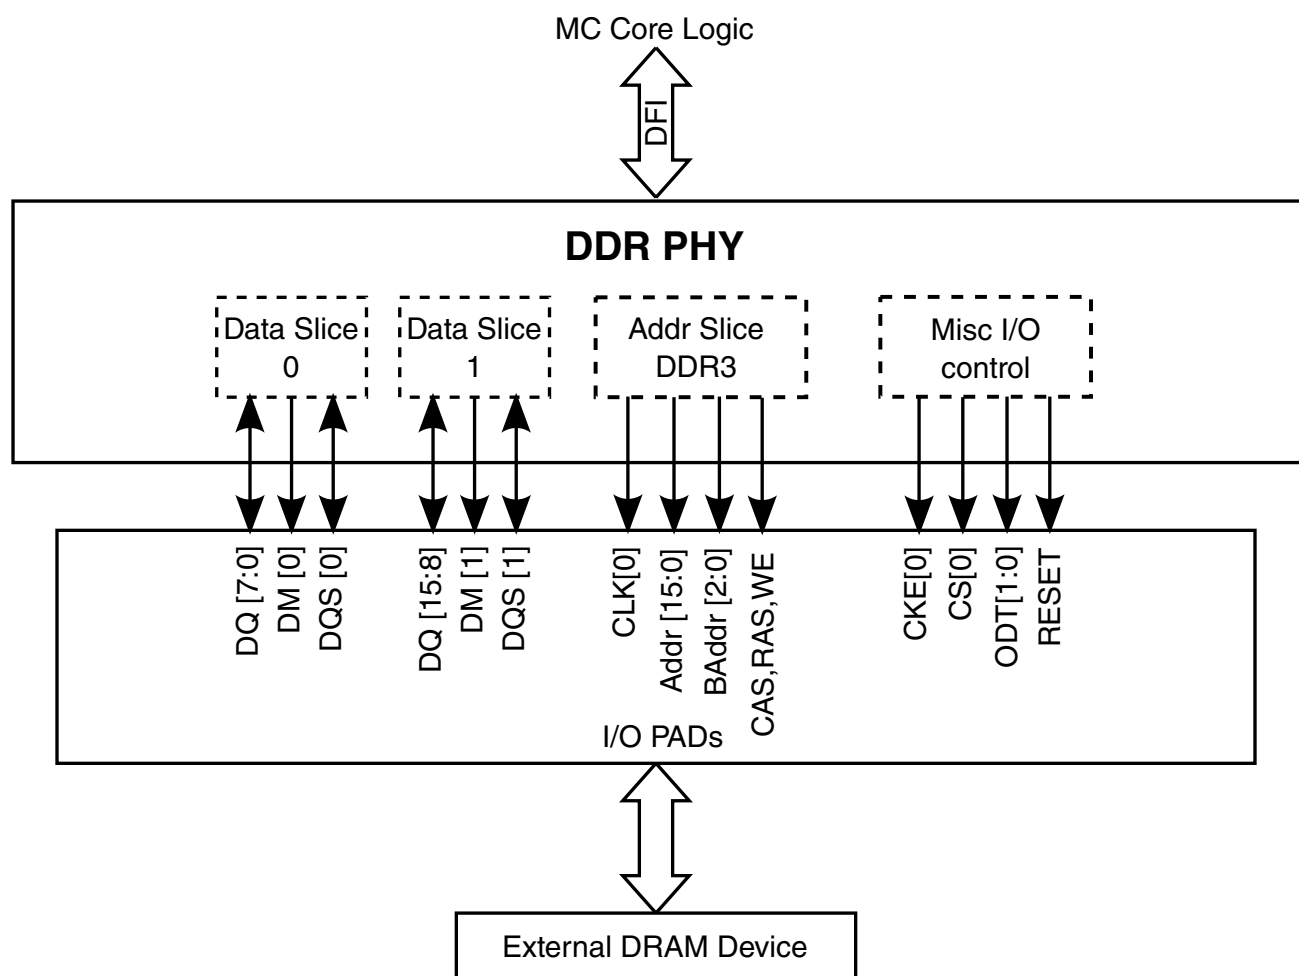 MC Core Logic
DFI
DDR PHY
Data Slice
0
Data Slice
1
Addr Slice
DDR3
Misc I/O
control
DQ [7:0]
DM [0]
DQS [0]
DQ [15:8]
DM [1]
DQS [1]
CLK[0]
Addr [15:0]
BAddr [2:0]
CAS,RAS,WE
CKE[0]
CS[0]
ODT[1:0]
RESET
I/O PADs
External DRAM Device